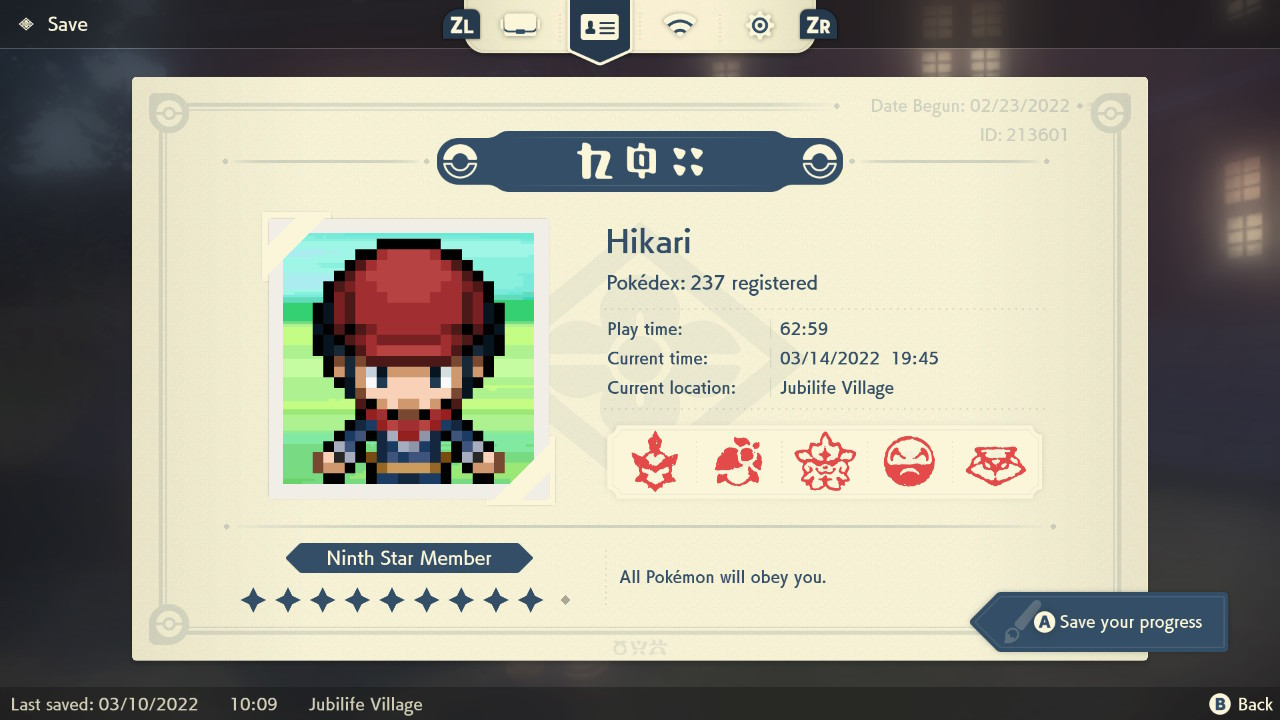 Save
ZL
ZR
Date Begun: 02/23/2022
ID: 213601
Hikari
Pokédex: 237 registered
Play time: 62:59
Current time: 03/14/2022 19:45
Current location: Jubilife Village
Ninth Star Member
All Pokémon will obey you.
A Save your progress
Last saved: 03/10/2022 10:09 Jubilife Village
B Back